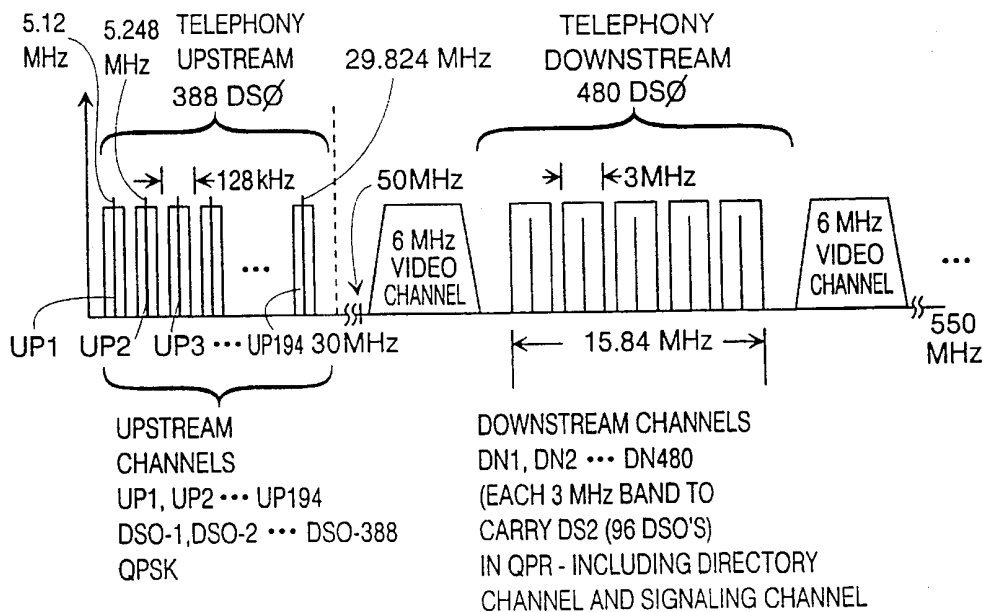 5.12
MHz
5.248
MHz
TELEPHONY
UPSTREAM
388 DSØ
29.824 MHz
TELEPHONY
DOWNSTREAM
480 DSØ
128kHz
50MHz
3MHz
6 MHz
VIDEO
CHANNEL
6 MHz
VIDEO
CHANNEL
•••
•••
UP1 UP2 UP3 ••• UP194 30MHz
15.84 MHz
550
MHz
UPSTREAM
CHANNELS
UP1, UP2 ••• UP194
DSO-1,DSO-2 ••• DSO-388
QPSK
DOWNSTREAM CHANNELS
DN1, DN2 ••• DN480
(EACH 3 MHz BAND TO
CARRY DS2 (96 DSO'S)
IN QPR - INCLUDING DIRECTORY
CHANNEL AND SIGNALING CHANNEL